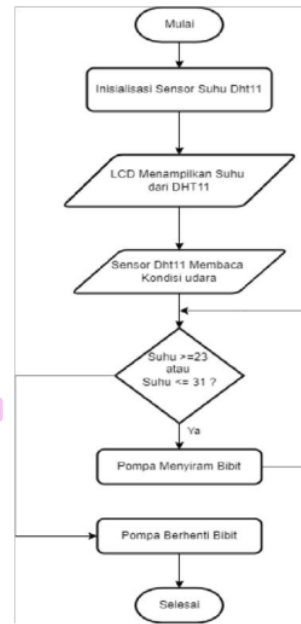 Mulai
Inisialisasi Sensor Suhu Dht11
LCD Menampilkan Suhu
dari DHT11
Sensor Dht11 Membaca
Kondisi udara
Suhu >=23
atau
Suhu <= 31 ?
Ya
Pompa Menyiram Bibit
Pompa Berhenti Bibit
Selesai